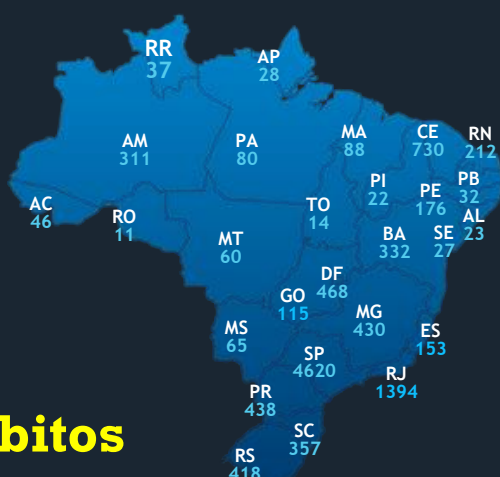 RR
37
AP
28
AM
311
PA
80
MA
88
CE
730
RN
212
PI
22
PE
176
PB
32
AL
23
SE
27
AC
46
RO
11
TO
14
MT
60
BA
332
DF
468
GO
115
MG
430
ES
153
MS
65
SP
4620
RJ
1394
PR
438
SC
357
RS
418
bitos